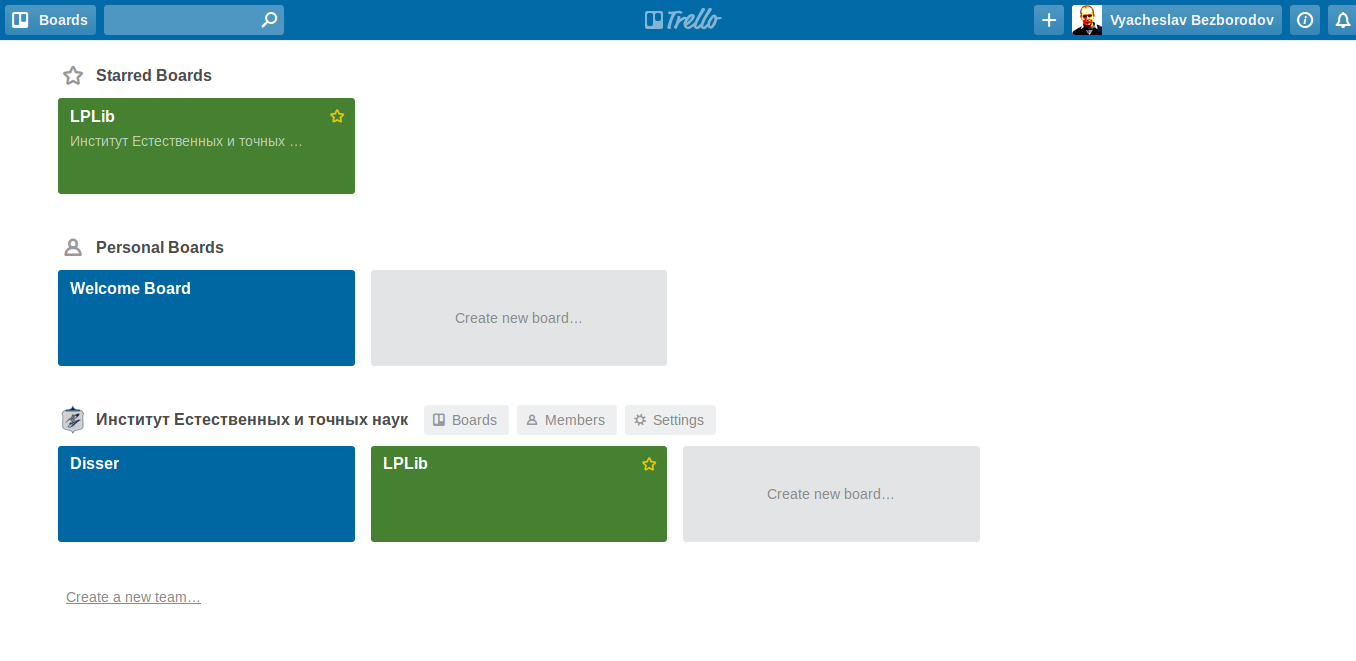 Boards
Trello
Vyacheslav Bezborodov
Starred Boards
LPLib
Институт Естественных и точных …
Personal Boards
Welcome Board
Create new board…
Институт Естественных и точных наук
Boards
Members
Settings
Disser
LPLib
Create new board…
Create a new team…